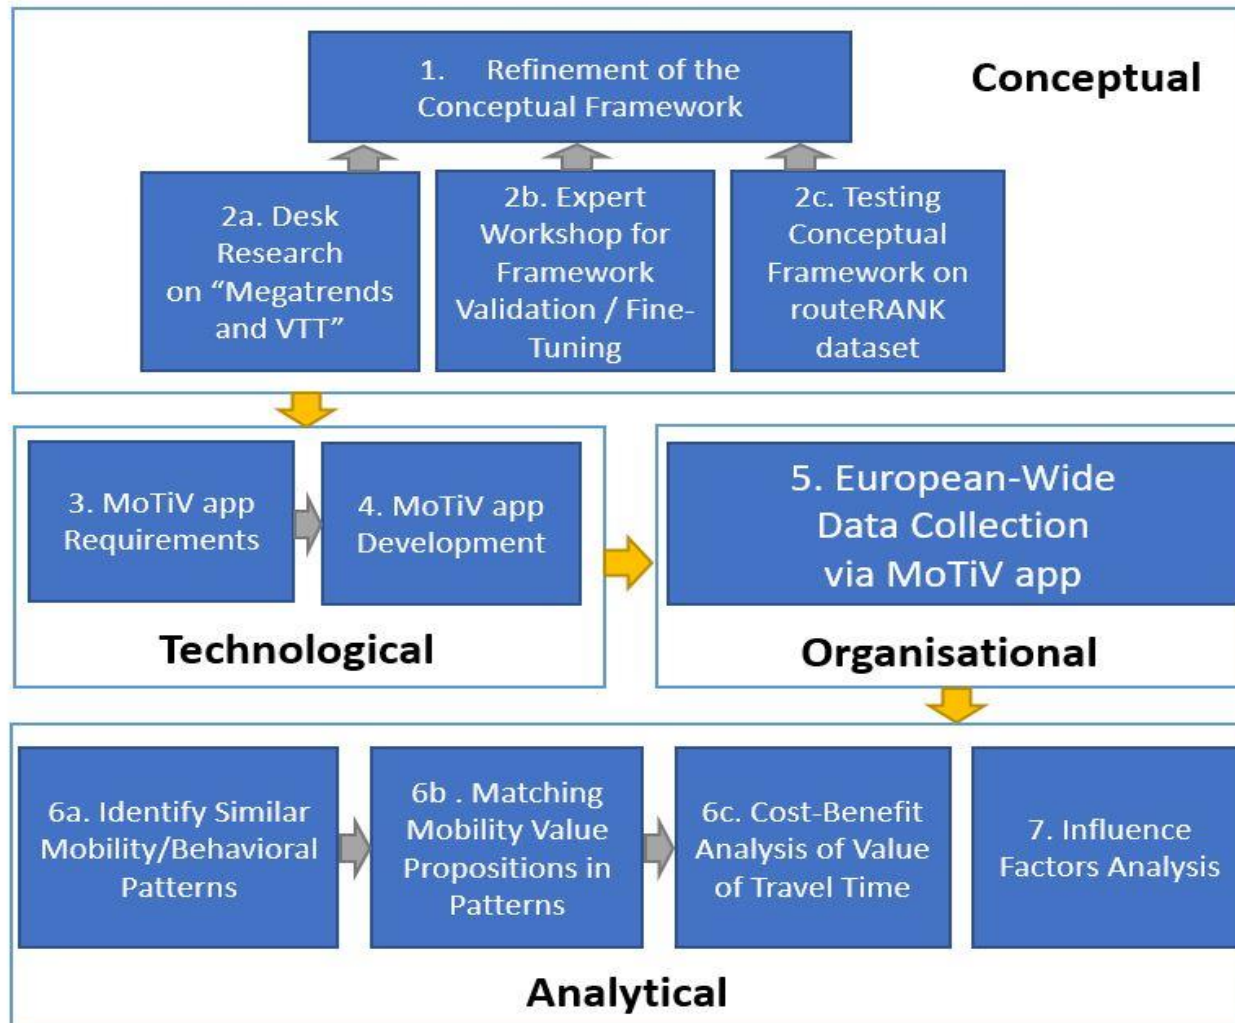 1. Refinement of the
Conceptual Framework
Conceptual
2a. Desk
Research
on “Megatrends
and VTT”
2b. Expert
Workshop for
Framework
Validation / Fine-
Tuning
2c. Testing
Conceptual
Framework on
routeRANK
dataset
3. MoTiV app
Requirements
4. MoTiV app
Development
Technological
5. European-Wide
Data Collection
via MoTiV app
Organisational
6a. Identify Similar
Mobility/Behavioral
Patterns
6b . Matching
Mobility Value
Propositions in
Patterns
6c. Cost-Benefit
Analysis of Value
of Travel Time
7. Influence
Factors Analysis
Analytical